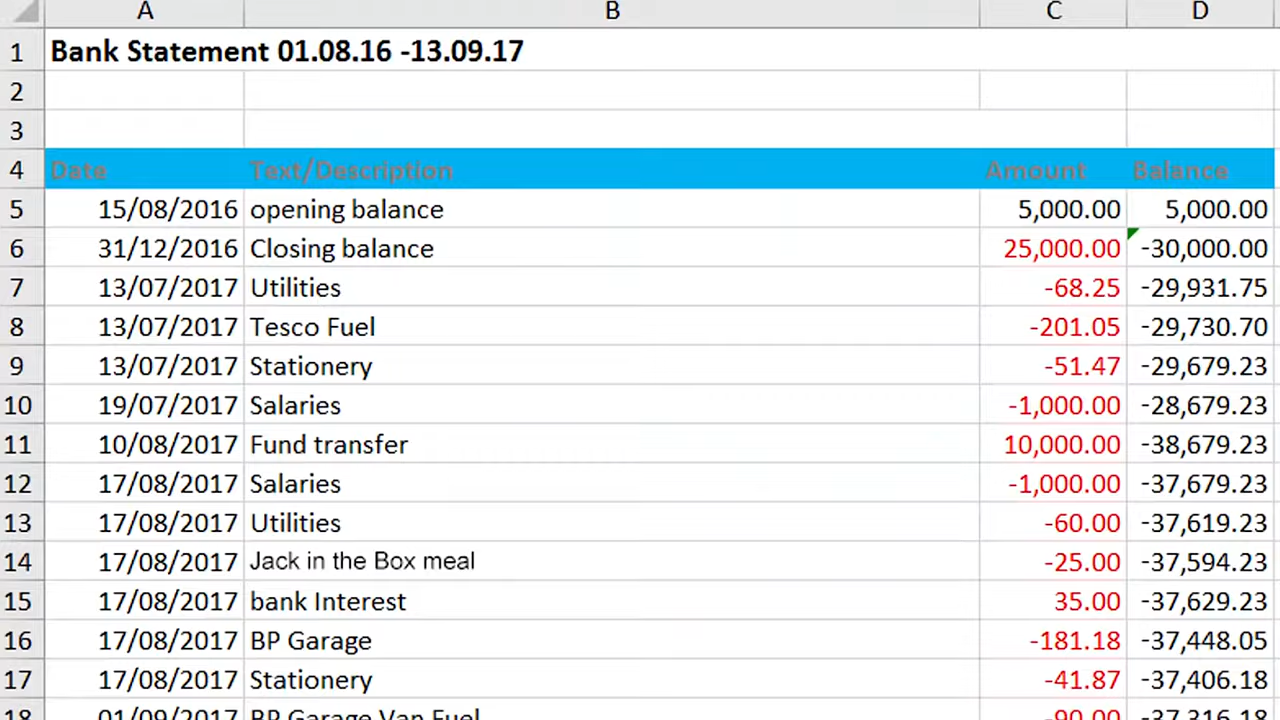 A B C D
1 Bank Statement 01.08.16 -13.09.17
2
3
4 Date Text/Description Amount Balance
5 15/08/2016 opening balance 5,000.00 5,000.00
6 31/12/2016 Closing balance 25,000.00 -30,000.00
7 13/07/2017 Utilities -68.25 -29,931.75
8 13/07/2017 Tesco Fuel -201.05 -29,730.70
9 13/07/2017 Stationery -51.47 -29,679.23
10 19/07/2017 Salaries -1,000.00 -28,679.23
11 10/08/2017 Fund transfer 10,000.00 -38,679.23
12 17/08/2017 Salaries -1,000.00 -37,679.23
13 17/08/2017 Utilities -60.00 -37,619.23
14 17/08/2017 Jack in the Box meal -25.00 -37,594.23
15 17/08/2017 bank Interest 35.00 -37,629.23
16 17/08/2017 BP Garage -181.18 -37,448.05
17 17/08/2017 Stationery -41.87 -37,406.18
18 01/09/2017 BP Garage Van Fuel -90.00 -37,316.18